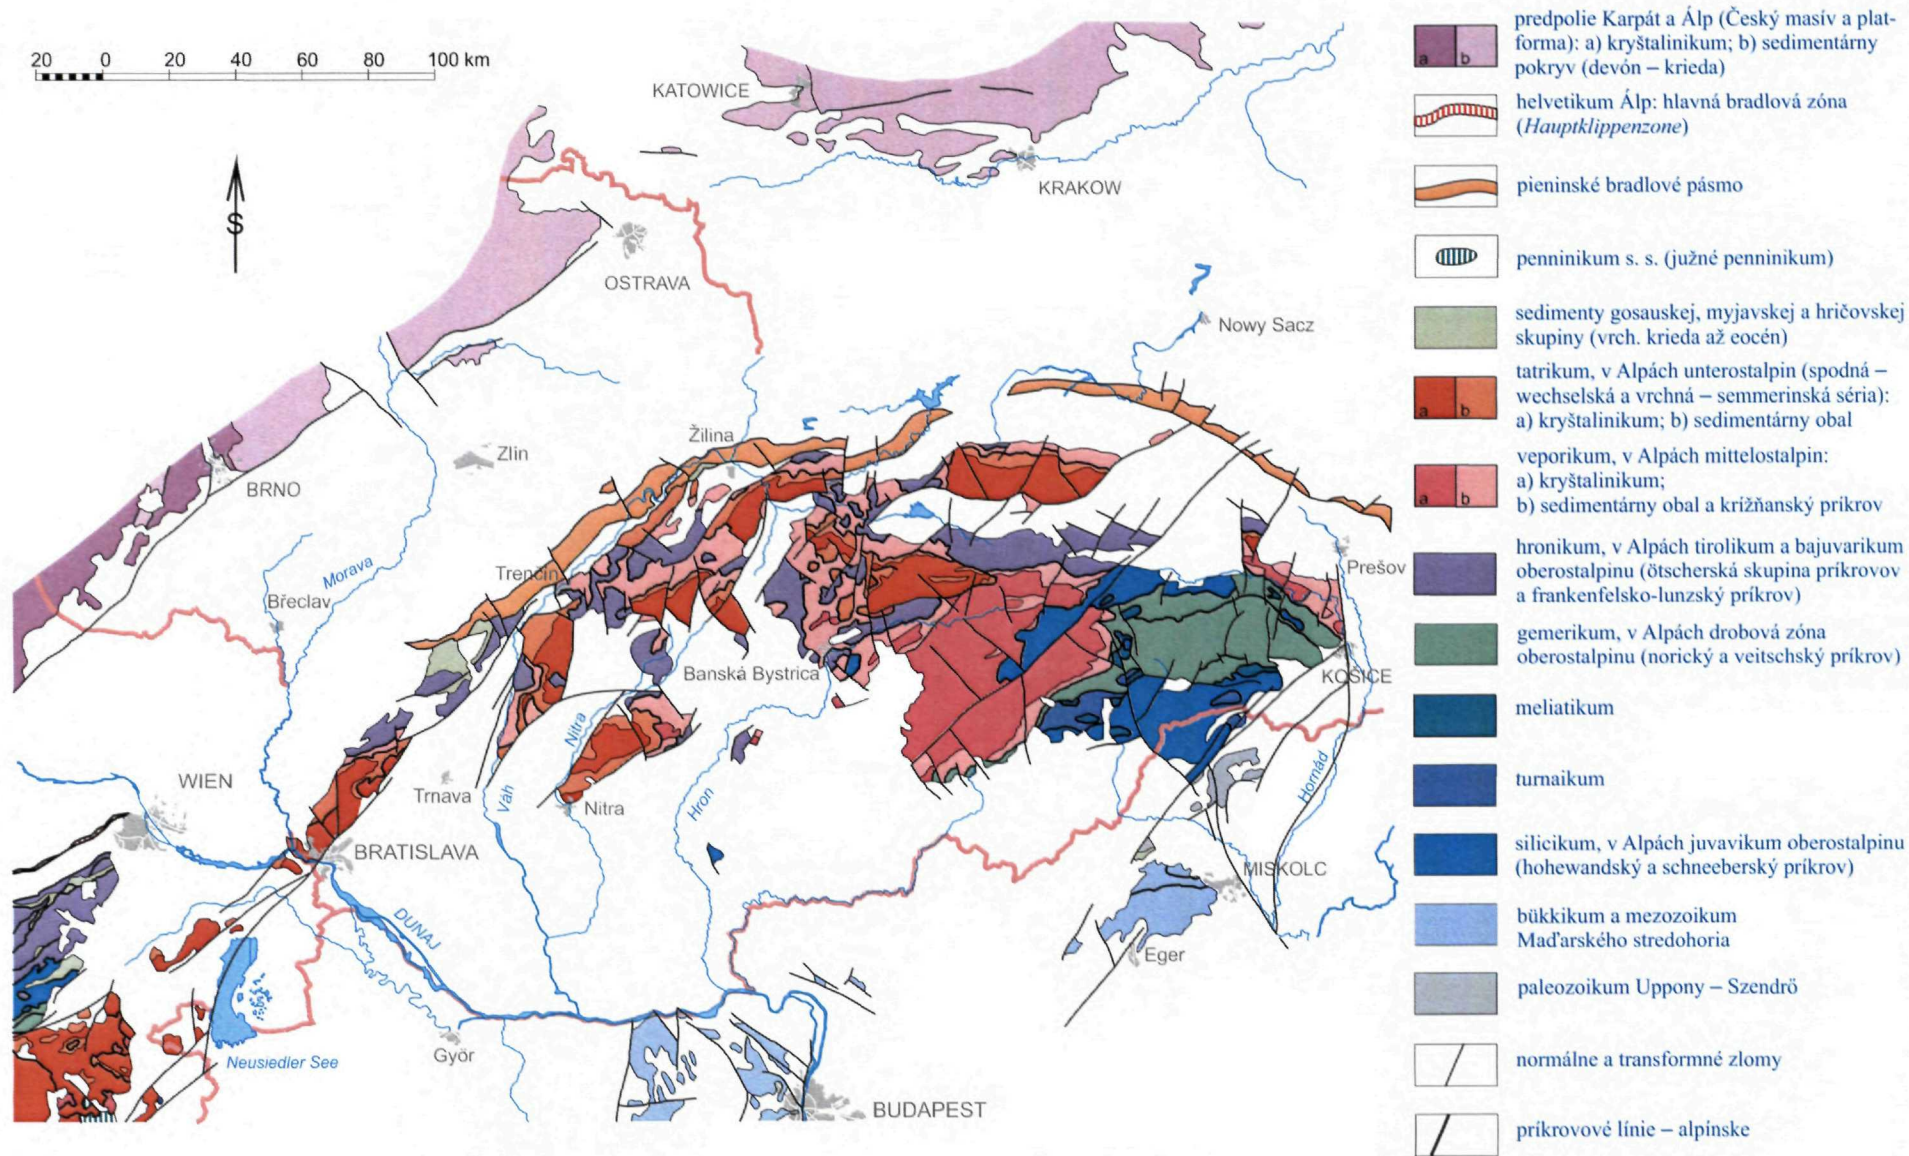 20 0 20 40 60 80 100 km
S
KATOWICE
KRAKOW
OSTRAVA
Nowy Sacz
Žilina
Zlín
BRNO
Trenčín
Prešov
Morava
Břeclav
Banská Bystrica
KOŠICE
Nitra
WIEN
Trnava
Váh
Nitra
Hron
Hornád
BRATISLAVA
MISKOLC
DUNAJ
Eger
Györ
Neusiedler See
BUDAPEST
a b
predpolie Karpát a Álp (Český masív a plat-
forma): a) kryštalinikum; b) sedimentárny
pokryv (devón – krieda)
helvetikum Álp: hlavná bradlová zóna
(Hauptklippenzone)
pieninské bradlové pásmo
penninikum s. s. (južné penninikum)
sedimenty gosauskej, myjavskej a hričovskej
skupiny (vrch. krieda až eocén)
a b
tatrikum, v Alpách unterostalpin (spodná –
wechselská a vrchná – semmerinská séria):
a) kryštalinikum; b) sedimentárny obal
a b
veporikum, v Alpách mittelostalpin:
a) kryštalinikum;
b) sedimentárny obal a krížňanský príkrov
hronikum, v Alpách tirolikum a bajuvarikum
oberostalpinu (ötscherská skupina príkrovov
a frankenfelsko-lunzský príkrov)
gemerikum, v Alpách drobová zóna
oberostalpinu (norický a veitschský príkrov)
meliatikum
turnaikum
silicikum, v Alpách juvavikum oberostalpinu
(hohewandský a schneeberský príkrov)
bükkikum a mezozoikum
Maďarského stredohoria
paleozoikum Uppony – Szendrö
normálne a transformné zlomy
príkrovové línie – alpínske